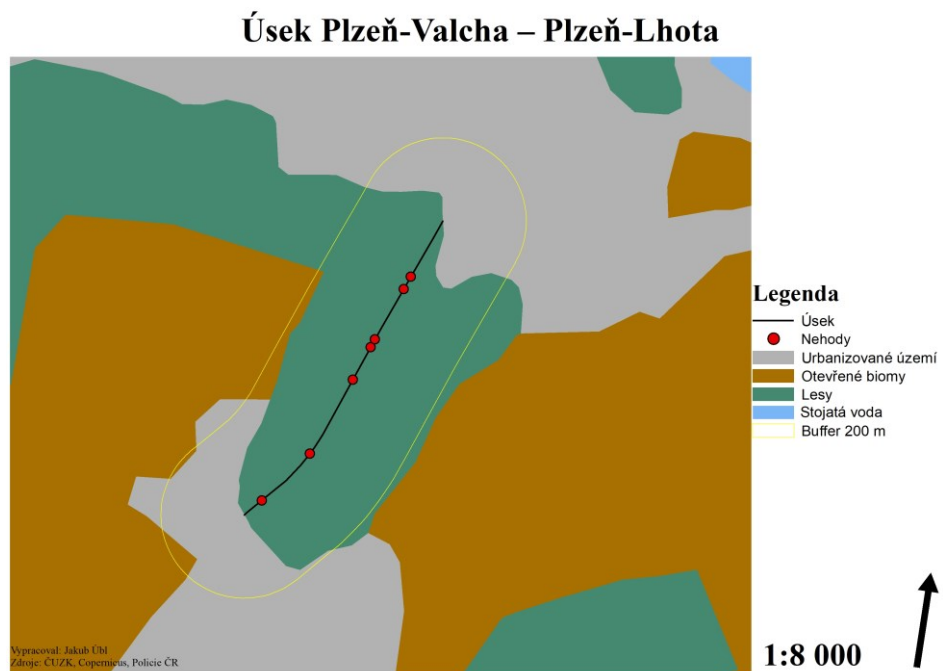 Úsek Plzeň-Valcha – Plzeň-Lhota
Legenda
Úsek
Nehody
Urbanizované území
Otevřené biomy
Lesy
Stojatá voda
Buffer 200 m
Vypracoval: Jakub Übl
Zdroje: ČUZK, Copernicus, Policie ČR
1:8 000